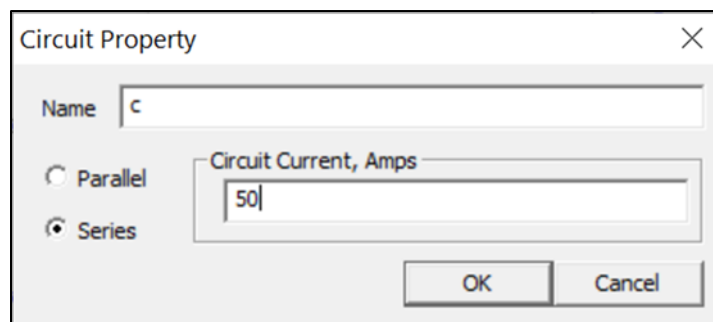 Circuit Property
Name c
Circuit Current, Amps
Parallel
50
Series
OK Cancel